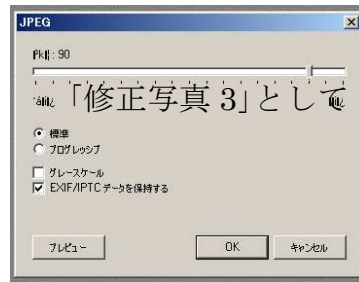 JPEG
: 90
「修正写真3」として
標準
プログレッシブ
グレースケール
EXIF/IPTC データを保持する
プレビュー
OK
キャンセル